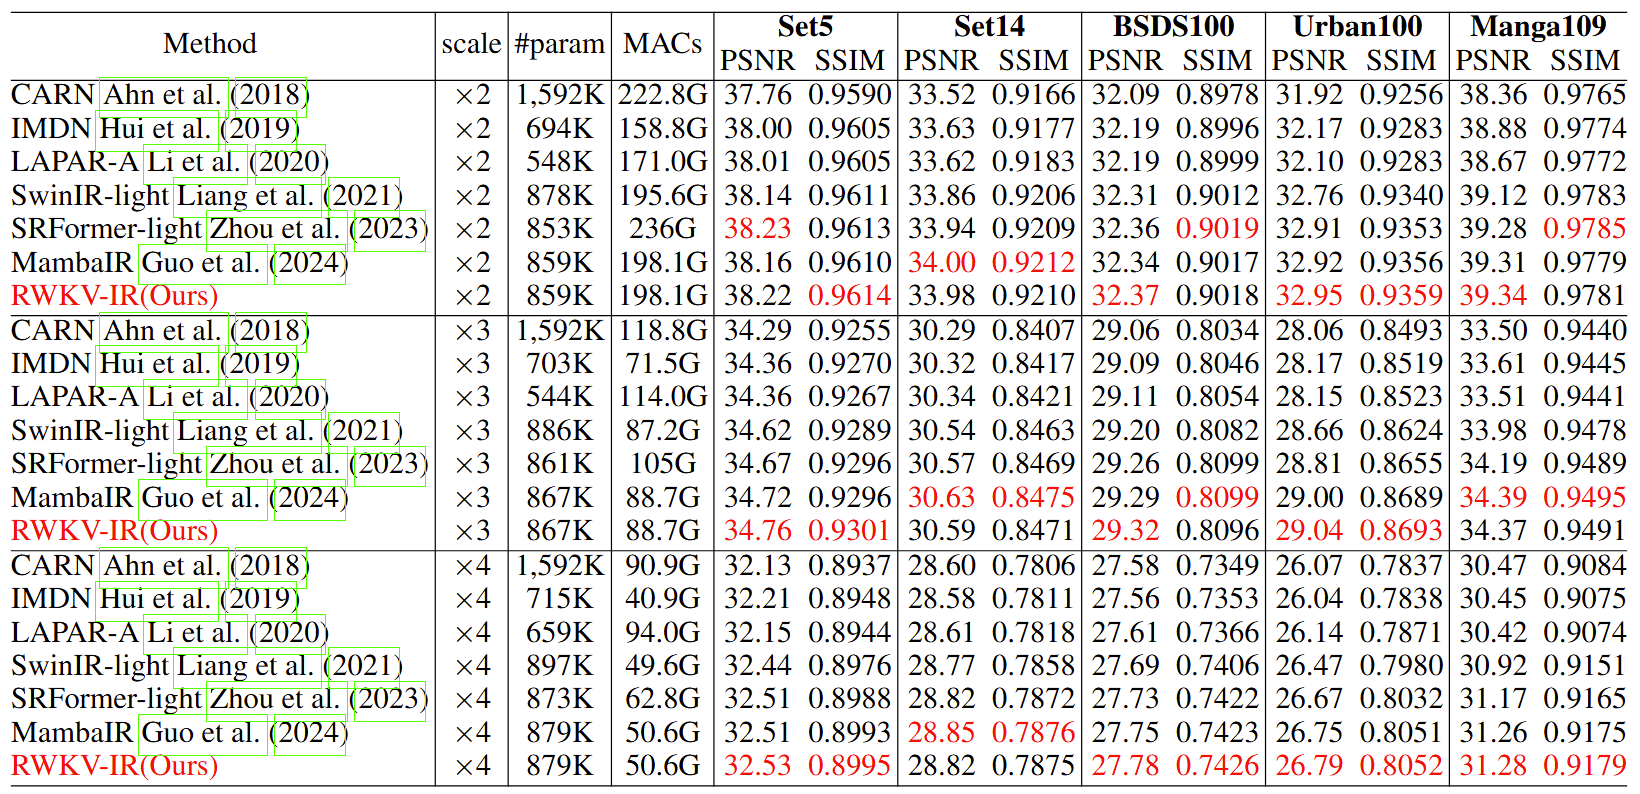 Method scale #param MACs Set5 Set14 BSDS100 Urban100 Manga109
PSNR SSIM PSNR SSIM PSNR SSIM PSNR SSIM PSNR SSIM
CARN Ahn et al. (2018) ×2 1,592K 222.8G 37.76 0.9590 33.52 0.9166 32.09 0.8978 31.92 0.9256 38.36 0.9765
IMDN Hui et al. (2019) ×2 694K 158.8G 38.00 0.9605 33.63 0.9177 32.19 0.8996 32.17 0.9283 38.88 0.9774
LAPAR-A Li et al. (2020) ×2 548K 171.0G 38.01 0.9605 33.62 0.9183 32.19 0.8999 32.10 0.9283 38.67 0.9772
SwinIR-light Liang et al. (2021) ×2 878K 195.6G 38.14 0.9611 33.86 0.9206 32.31 0.9012 32.76 0.9340 39.12 0.9783
SRFormer-light Zhou et al. (2023) ×2 853K 236G 38.23 0.9613 33.94 0.9209 32.36 0.9019 32.91 0.9353 39.28 0.9785
MambaIR Guo et al. (2024) ×2 859K 198.1G 38.16 0.9610 34.00 0.9212 32.34 0.9017 32.92 0.9356 39.31 0.9779
RWKV-IR(Ours) ×2 859K 198.1G 38.22 0.9614 33.98 0.9210 32.37 0.9018 32.95 0.9359 39.34 0.9781
CARN Ahn et al. (2018) ×3 1,592K 118.8G 34.29 0.9255 30.29 0.8407 29.06 0.8034 28.06 0.8493 33.50 0.9440
IMDN Hui et al. (2019) ×3 703K 71.5G 34.36 0.9270 30.32 0.8417 29.09 0.8046 28.17 0.8519 33.61 0.9445
LAPAR-A Li et al. (2020) ×3 544K 114.0G 34.36 0.9267 30.34 0.8421 29.11 0.8054 28.15 0.8523 33.51 0.9441
SwinIR-light Liang et al. (2021) ×3 886K 87.2G 34.62 0.9289 30.54 0.8463 29.20 0.8082 28.66 0.8624 33.98 0.9478
SRFormer-light Zhou et al. (2023) ×3 861K 105G 34.67 0.9296 30.57 0.8469 29.26 0.8099 28.81 0.8655 34.19 0.9489
MambaIR Guo et al. (2024) ×3 867K 88.7G 34.72 0.9296 30.63 0.8475 29.29 0.8099 29.00 0.8689 34.39 0.9495
RWKV-IR(Ours) ×3 867K 88.7G 34.76 0.9301 30.59 0.8471 29.32 0.8096 29.04 0.8693 34.37 0.9491
CARN Ahn et al. (2018) ×4 1,592K 90.9G 32.13 0.8937 28.60 0.7806 27.58 0.7349 26.07 0.7837 30.47 0.9084
IMDN Hui et al. (2019) ×4 715K 40.9G 32.21 0.8948 28.58 0.7811 27.56 0.7353 26.04 0.7838 30.45 0.9075
LAPAR-A Li et al. (2020) ×4 659K 94.0G 32.15 0.8944 28.61 0.7818 27.61 0.7366 26.14 0.7871 30.42 0.9074
SwinIR-light Liang et al. (2021) ×4 897K 49.6G 32.44 0.8976 28.77 0.7858 27.69 0.7406 26.47 0.7980 30.92 0.9151
SRFormer-light Zhou et al. (2023) ×4 873K 62.8G 32.51 0.8988 28.82 0.7872 27.73 0.7422 26.67 0.8032 31.17 0.9165
MambaIR Guo et al. (2024) ×4 879K 50.6G 32.51 0.8993 28.85 0.7876 27.75 0.7423 26.75 0.8051 31.26 0.9175
RWKV-IR(Ours) ×4 879K 50.6G 32.53 0.8995 28.82 0.7875 27.78 0.7426 26.79 0.8052 31.28 0.9179